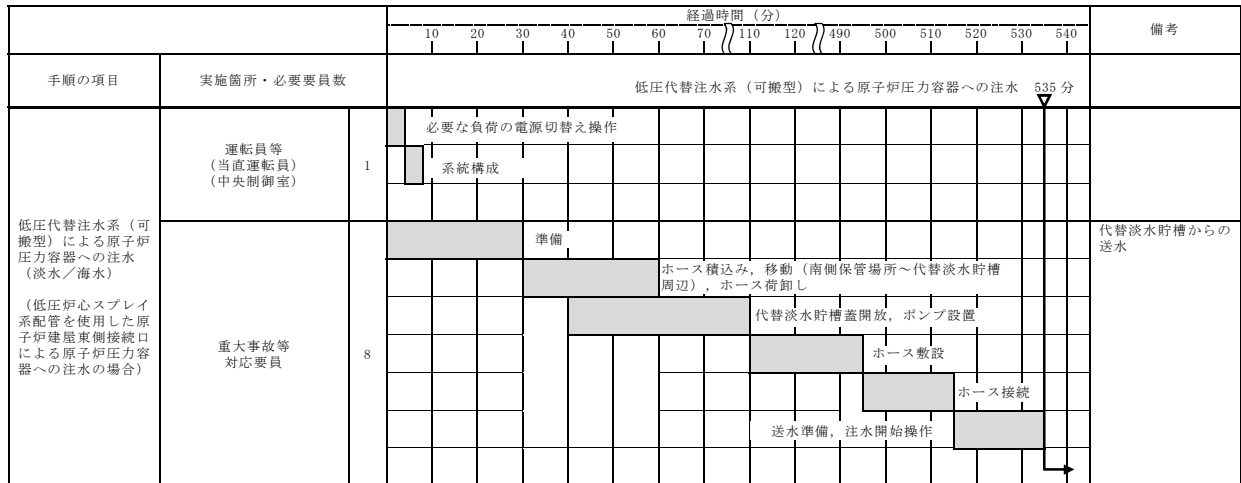 経過時間（分）
備考
10 20 30 40 50 60 70 110 120 490 500 510 520 530 540
手順の項目
実施箇所・必要要員数
低圧代替注水系（可搬型）による原子炉圧力容器への注水 535 分
低圧代替注水系（可
搬型）による原子炉
圧力容器への注水
（淡水／海水）
（低圧炉心スプレイ
系配管を使用した原
子炉建屋東側接続口
による原子炉圧力容
器への注水の場合）
運転員等
（当直運転員）
（中央制御室）
1
必要な負荷の電源切替え操作
系統構成
重大事故等
対応要員
8
準備
ホース積込み，移動（南側保管場所～代替淡水貯槽
周辺），ホース荷卸し
代替淡水貯槽蓋開放，ポンプ設置
ホース敷設
ホース接続
送水準備，注水開始操作
代替淡水貯槽からの
送水